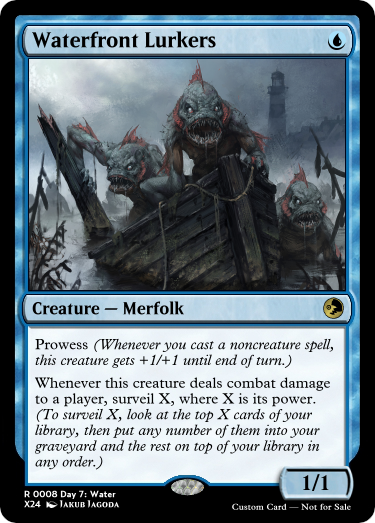 Waterfront Lurkers
Creature — Merfolk
Prowess (Whenever you cast a noncreature spell,
this creature gets +1/+1 until end of turn.)
Whenever this creature deals combat damage
to a player, surveil X, where X is its power.
(To surveil X, look at the top X cards of your
library, then put any number of them into your
graveyard and the rest on top of your library in
any order.)
1/1
R 0008 Day 7: Water
X24 Jakub Jagoda
Custom Card — Not for Sale